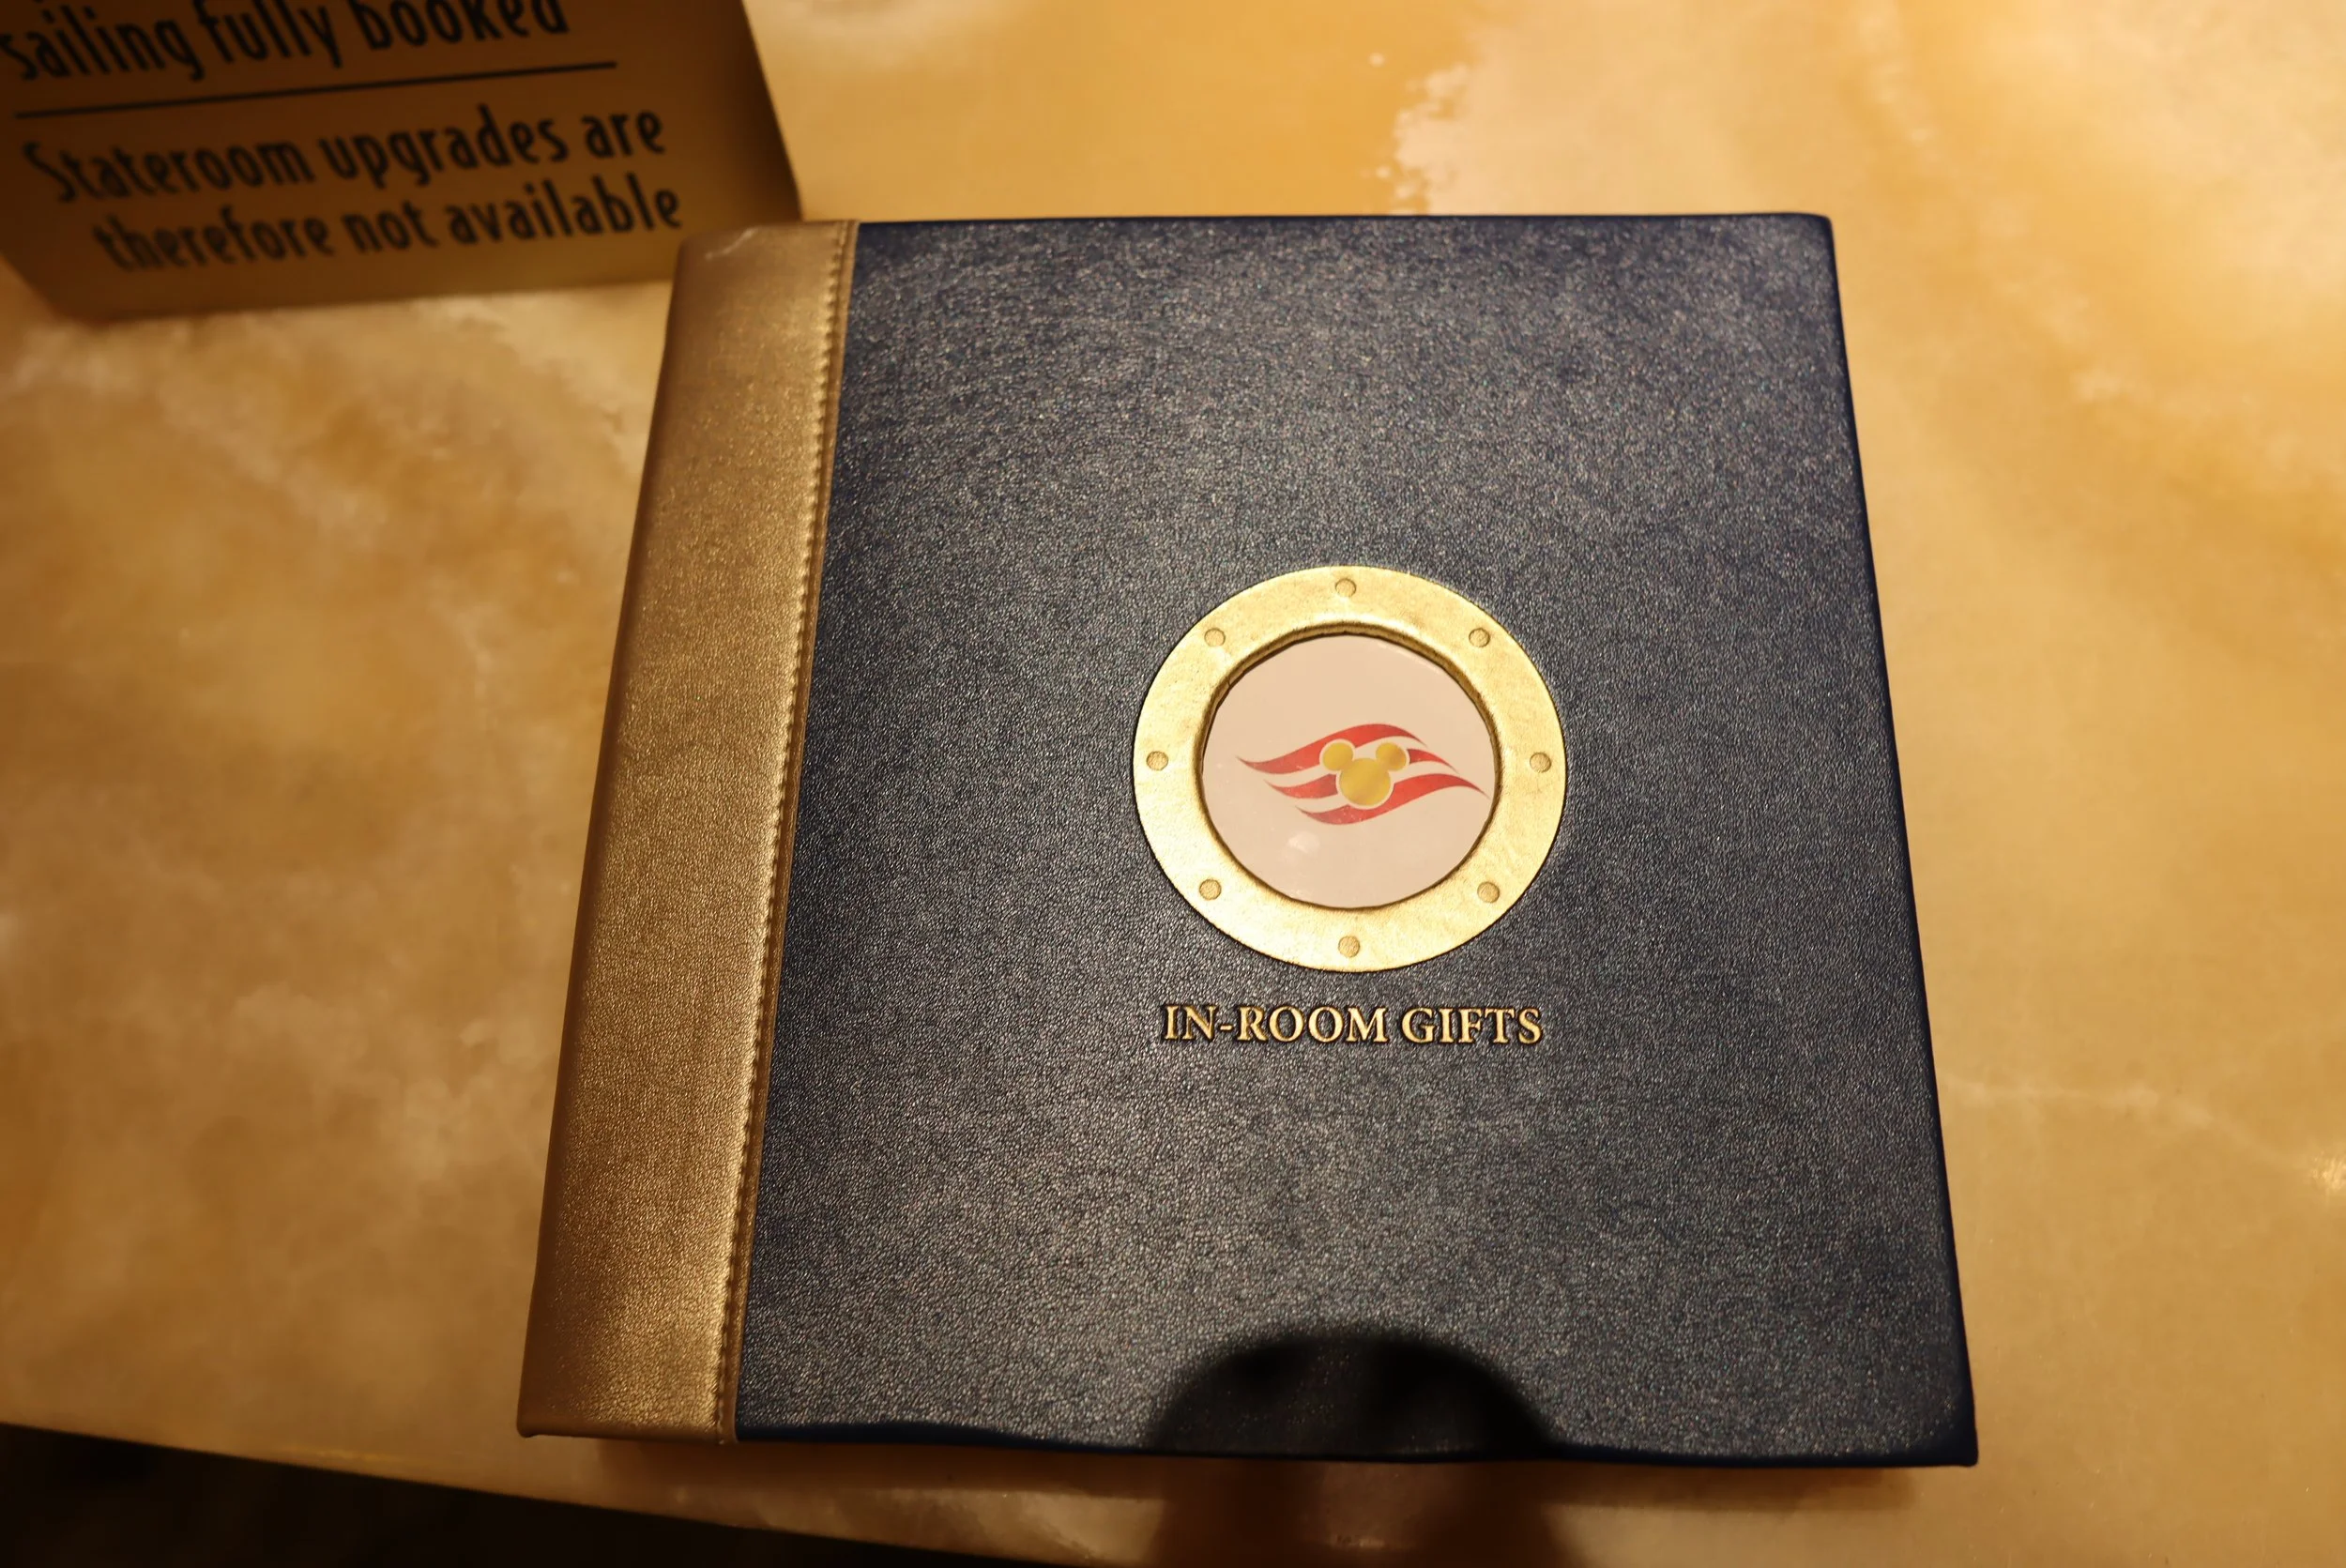 sailing fully booked
Stateroom upgrades are
therefore not available
IN-ROOM GIFTS